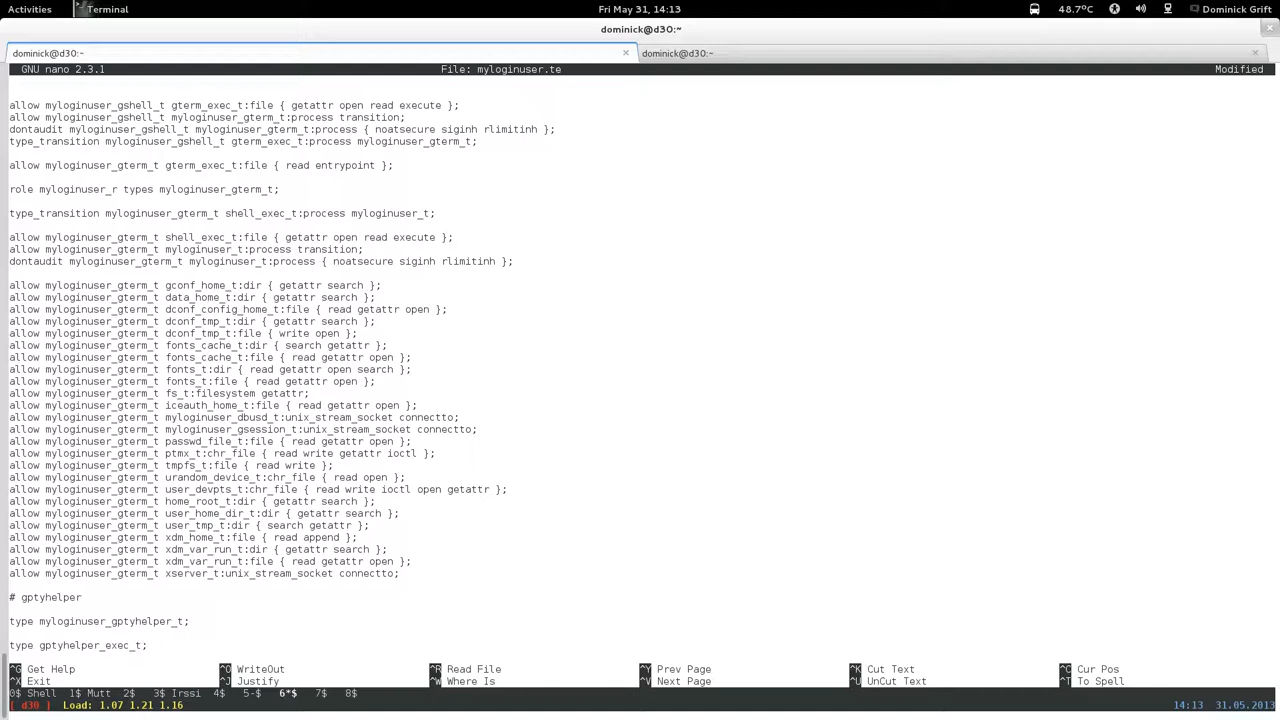 Activities Terminal Fri May 31, 14:13 48.7°C Dominick Grift
dominick@d30:~
dominick@d30:~ × dominick@d30:~ ×
GNU nano 2.3.1 File: myloginuser.te Modified
allow myloginuser_gshell_t gterm_exec_t:file { getattr open read execute };
allow myloginuser_gshell_t myloginuser_gterm_t:process transition;
dontaudit myloginuser_gshell_t myloginuser_gterm_t:process { noatsecure siginh rlimitinh };
type_transition myloginuser_gshell_t gterm_exec_t:process myloginuser_gterm_t;
allow myloginuser_gterm_t gterm_exec_t:file { read entrypoint };
role myloginuser_r types myloginuser_gterm_t;
type_transition myloginuser_gterm_t shell_exec_t:process myloginuser_t;
allow myloginuser_gterm_t shell_exec_t:file { getattr open read execute };
allow myloginuser_gterm_t myloginuser_t:process transition;
dontaudit myloginuser_gterm_t myloginuser_t:process { noatsecure siginh rlimitinh };
allow myloginuser_gterm_t gconf_home_t:dir { getattr search };
allow myloginuser_gterm_t data_home_t:dir { getattr search };
allow myloginuser_gterm_t dconf_config_home_t:file { read getattr open };
allow myloginuser_gterm_t dconf_tmp_t:dir { getattr search };
allow myloginuser_gterm_t dconf_tmp_t:file { write open };
allow myloginuser_gterm_t fonts_cache_t:dir { search getattr };
allow myloginuser_gterm_t fonts_cache_t:file { read getattr open };
allow myloginuser_gterm_t fonts_t:dir { read getattr open search };
allow myloginuser_gterm_t fonts_t:file { read getattr open };
allow myloginuser_gterm_t fs_t:filesystem getattr;
allow myloginuser_gterm_t iceauth_home_t:file { read getattr open };
allow myloginuser_gterm_t myloginuser_dbusd_t:unix_stream_socket connectto;
allow myloginuser_gterm_t myloginuser_gsession_t:unix_stream_socket connectto;
allow myloginuser_gterm_t passwd_file_t:file { read getattr open };
allow myloginuser_gterm_t ptmx_t:chr_file { read write getattr ioctl };
allow myloginuser_gterm_t tmpfs_t:file { read write };
allow myloginuser_gterm_t urandom_device_t:chr_file { read open };
allow myloginuser_gterm_t user_devpts_t:chr_file { read write ioctl open getattr };
allow myloginuser_gterm_t home_root_t:dir { getattr search };
allow myloginuser_gterm_t user_home_dir_t:dir { getattr search };
allow myloginuser_gterm_t user_tmp_t:dir { search getattr };
allow myloginuser_gterm_t xdm_home_t:file { read append };
allow myloginuser_gterm_t xdm_var_run_t:dir { getattr search };
allow myloginuser_gterm_t xdm_var_run_t:file { read getattr open };
allow myloginuser_gterm_t xserver_t:unix_stream_socket connectto;
# gptyhelper
type myloginuser_gptyhelper_t;
type gptyhelper_exec_t;
^G Get Help ^O WriteOut ^R Read File ^Y Prev Page ^K Cut Text ^C Cur Pos
^X Exit ^J Justify ^W Where Is ^V Next Page ^U UnCut Text ^T To Spell
0$ Shell 1$ Mutt 2$ 3$ Irssi 4$ 5-$ 6*$ 7$ 8$
[ d30 ] Load: 1.07 1.21 1.16 14:13 31.05.2013